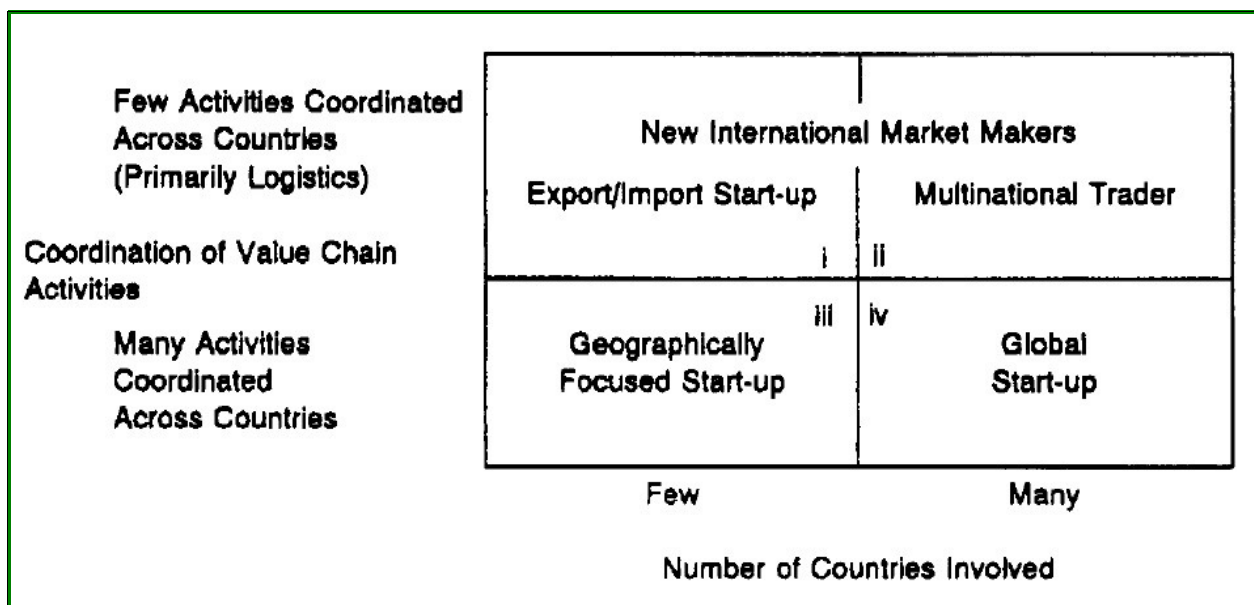 Few Activities Coordinated
Across Countries
(Primarily Logistics)
New International Market Makers
Export/Import Start-up
Multinational Trader
i
ii
Coordination of Value Chain
Activities
iii
iv
Many Activities
Coordinated
Across Countries
Geographically
Focused Start-up
Global
Start-up
Few
Many
Number of Countries Involved